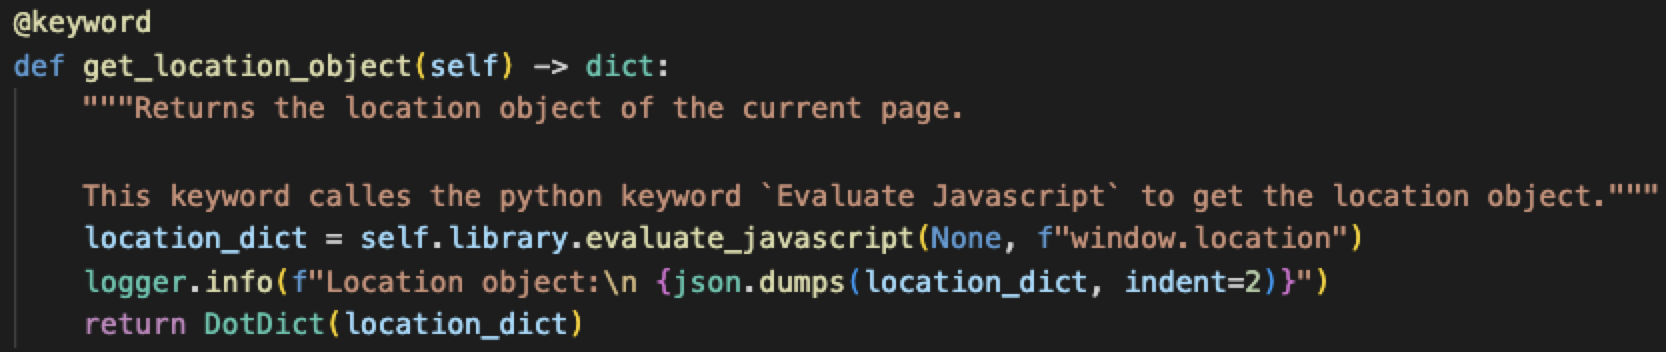 @keyword
def get_location_object(self) -> dict:
    """Returns the location object of the current page.

    This keyword calles the python keyword `Evaluate Javascript` to get the location object."""
    location_dict = self.library.evaluate_javascript(None, f"window.location")
    logger.info(f"Location object:\n {json.dumps(location_dict, indent=2)}")
    return DotDict(location_dict)